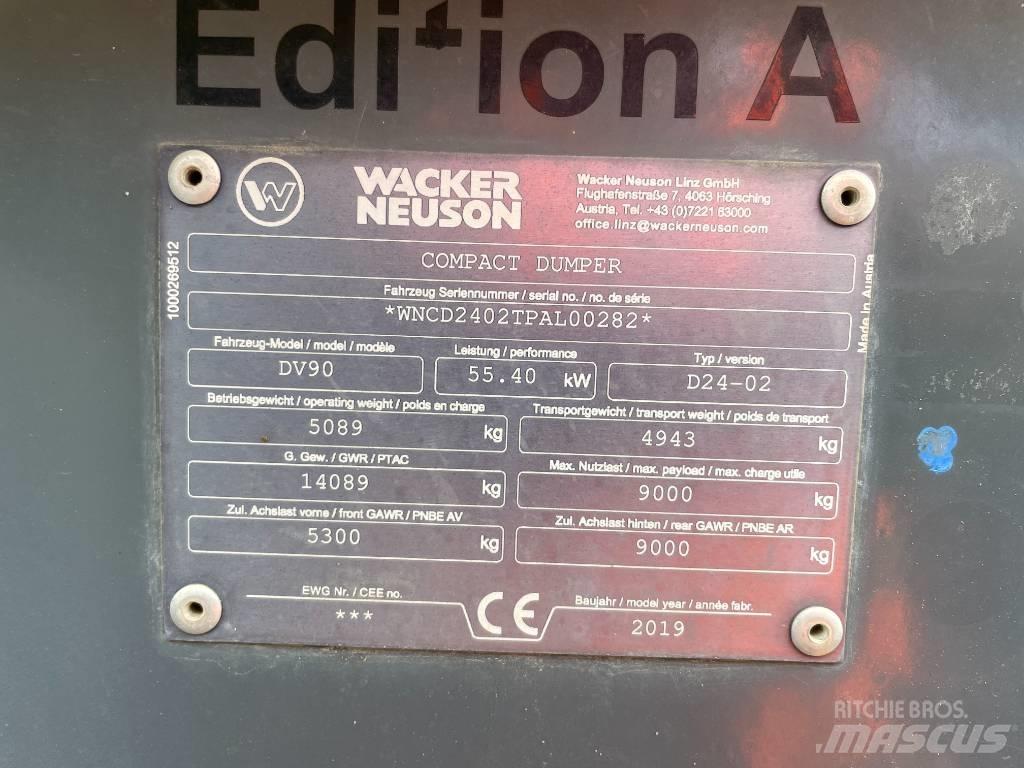 Edition A
W
WACKER
NEUSON
Wacker Neuson Linz GmbH
Flughafenstraße 7, 4063 Hörsching
Austria, Tel. +43 (0)7221 63000
office.linz@wackerneuson.com
1000269512
Made in Austria
COMPACT DUMPER
Fahrzeug Seriennummer / serial no. / no. de série
*WNCD2402TPAL00282*
Fahrzeug-Model / model / modèle
Leistung / performance
Typ / version
DV90
55.40 kW
D24-02
Betriebsgewicht / operating weight / poids en charge
Transportgewicht / transport weight / poids de transport
5089 kg
4943 kg
G. Gew. / GWR / PTAC
Max. Nutzlast / max. payload / max. charge utile
14089 kg
9000 kg
Zul. Achslast vorne / front GAWR / PNBE AV
Zul. Achslast hinten / rear GAWR / PNBE AR
5300 kg
9000 kg
EWG Nr. / CEE no.
***
CE
Baujahr / model year / année fabr.
2019
RITCHIE BROS.
MASCUS